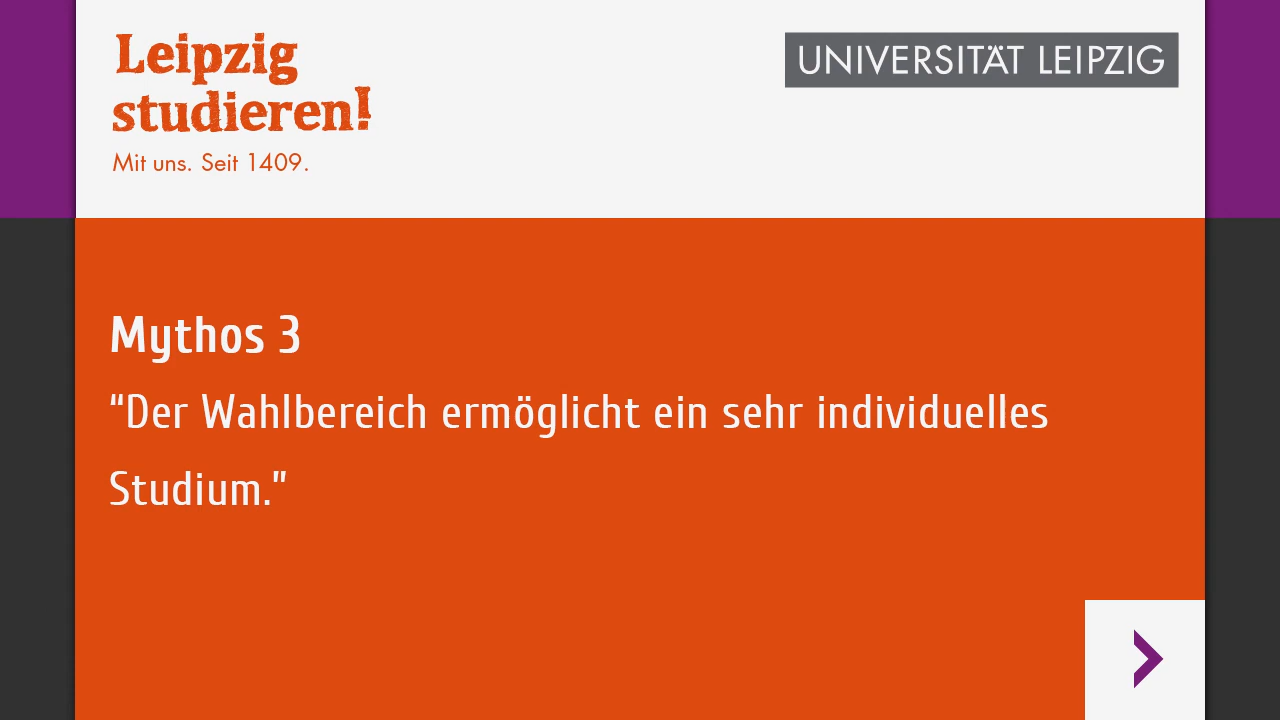 Leipzig
studieren!
Mit uns. Seit 1409.
UNIVERSITÄT LEIPZIG
Mythos 3
“Der Wahlbereich ermöglicht ein sehr individuelles
Studium.”